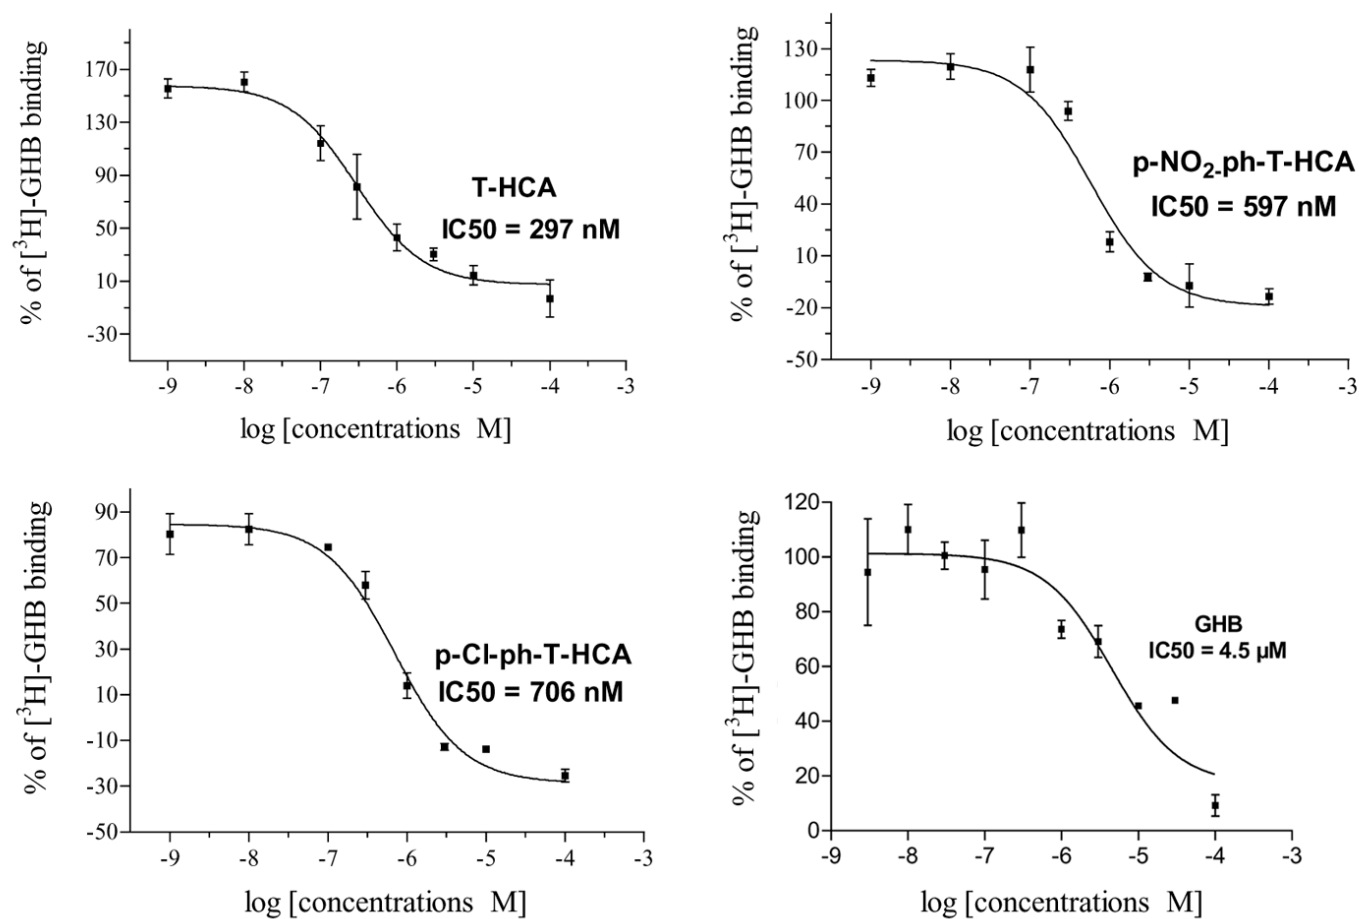 % of [³H]-GHB binding
170
130
90
50
10
-30
T-HCA
IC50 = 297 nM
-9 -8 -7 -6 -5 -4 -3
log [concentrations M]
% of [³H]-GHB binding
130
100
70
40
10
-20
-50
p-NO₂-ph-T-HCA
IC50 = 597 nM
-9 -8 -7 -6 -5 -4 -3
log [concentrations M]
% of [³H]-GHB binding
90
70
50
30
10
-10
-30
-50
p-Cl-ph-T-HCA
IC50 = 706 nM
-9 -8 -7 -6 -5 -4 -3
log [concentrations M]
% of [³H]-GHB binding
120
100
80
60
40
20
0
GHB
IC50 = 4.5 µM
-9 -8 -7 -6 -5 -4 -3
log [concentrations M]